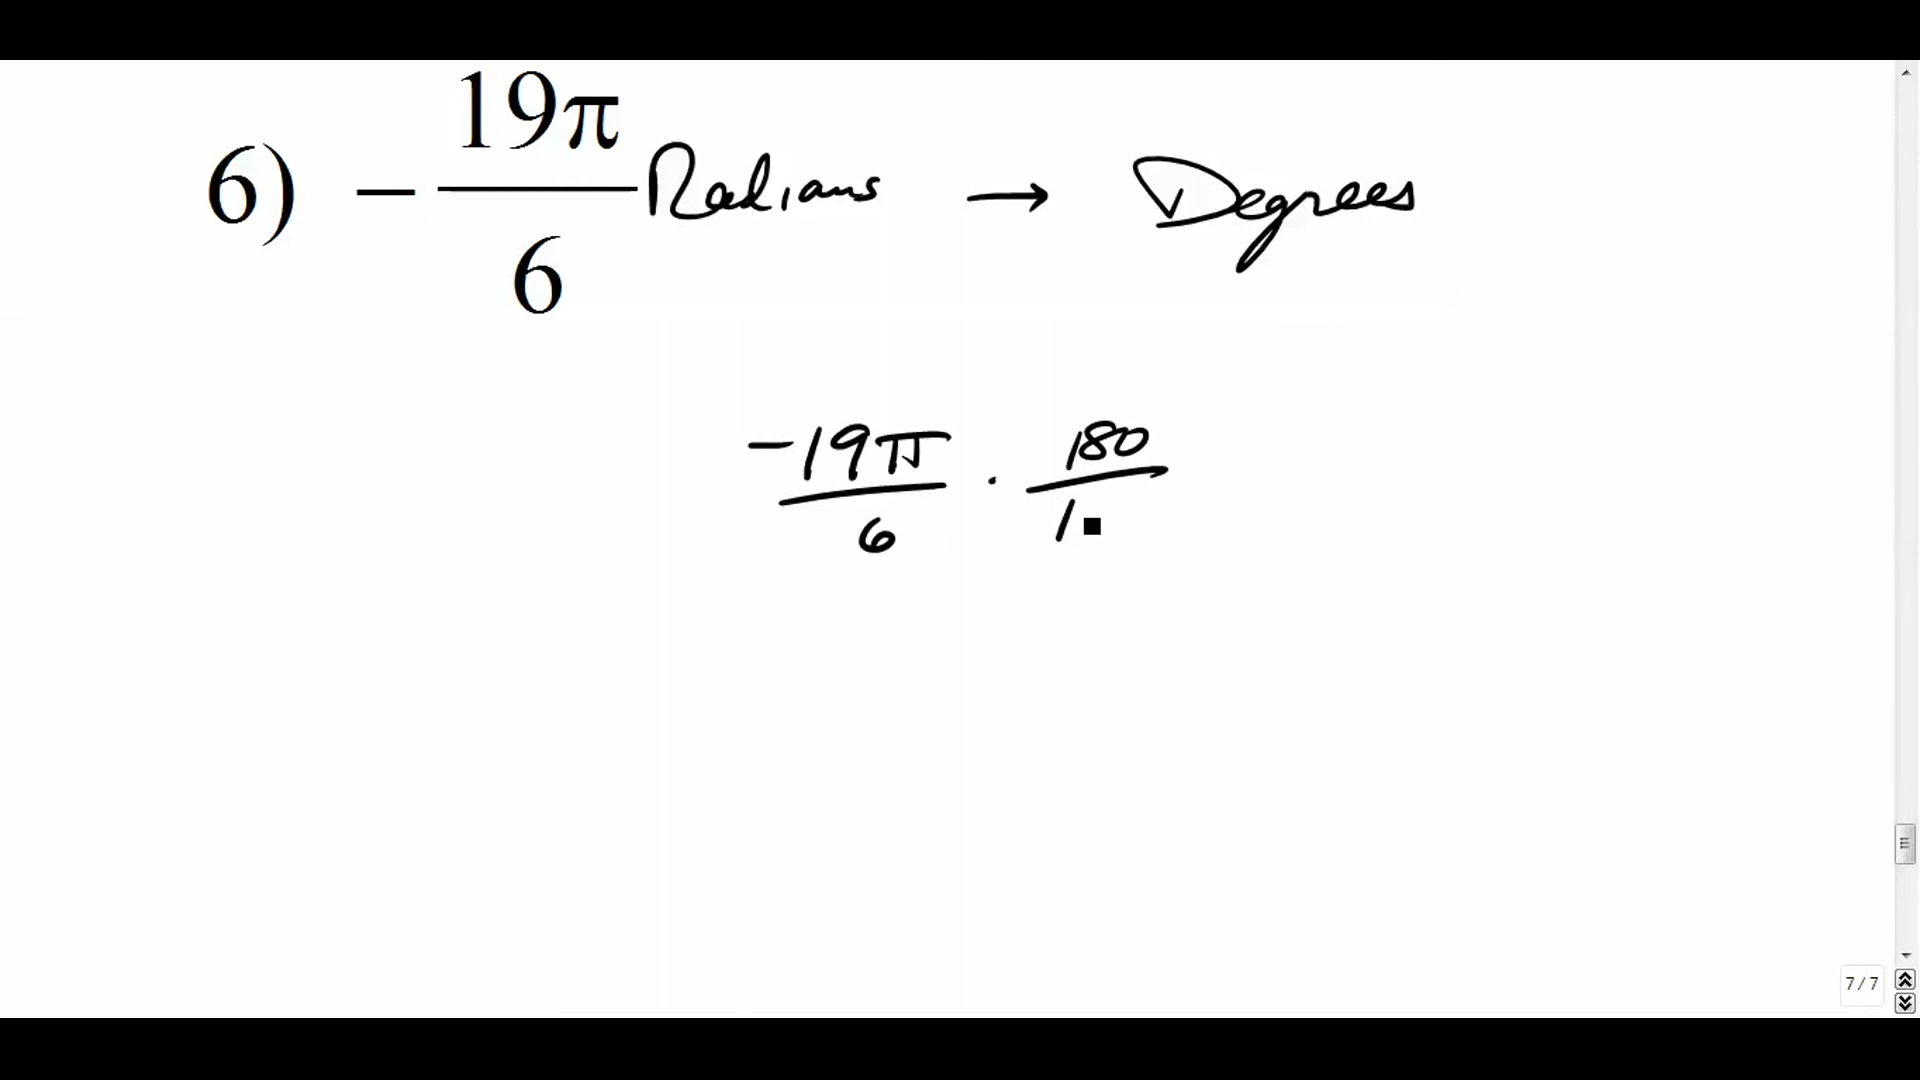 6) − 19π/6 Radians → Degrees
−19π/6 · 180/1
7/7